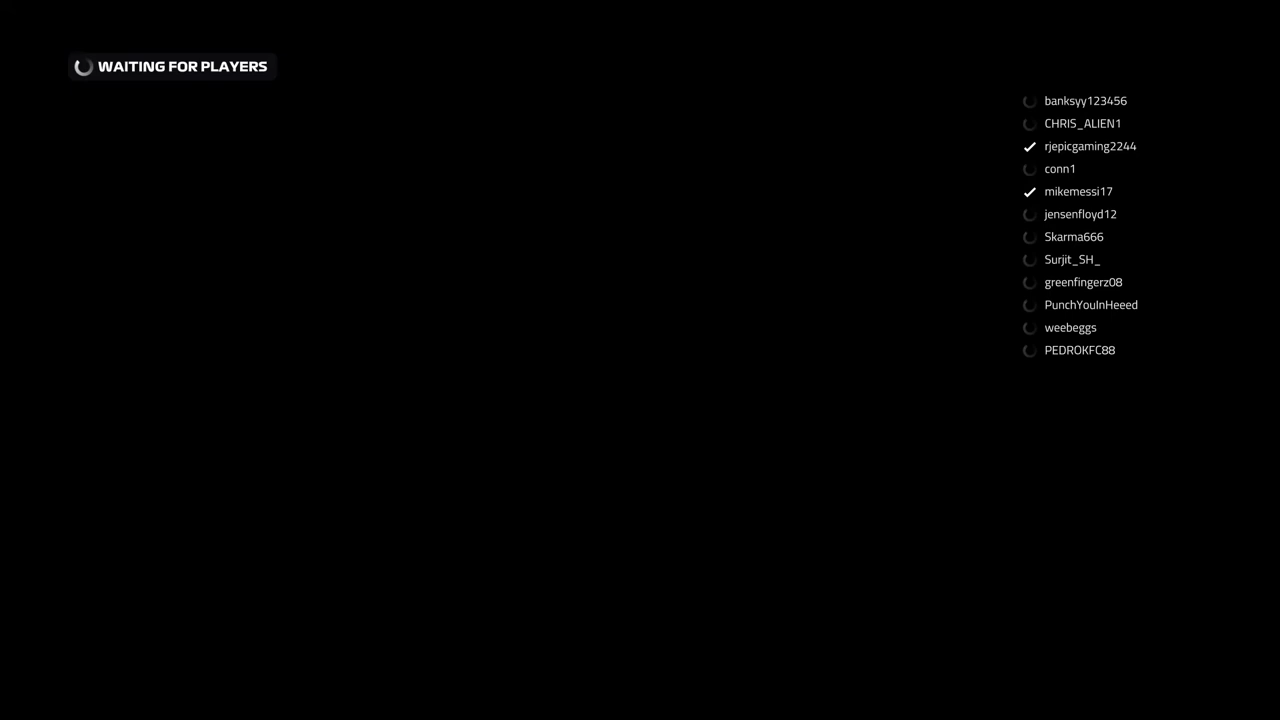 WAITING FOR PLAYERS
banksyy123456
CHRIS_ALIEN1
rjepicgaming2244
conn1
mikemessi17
jensenfloyd12
Skarma666
Surjit_SH_
greenfingerz08
PunchYouInHeeed
weebeggs
PEDROKFC88